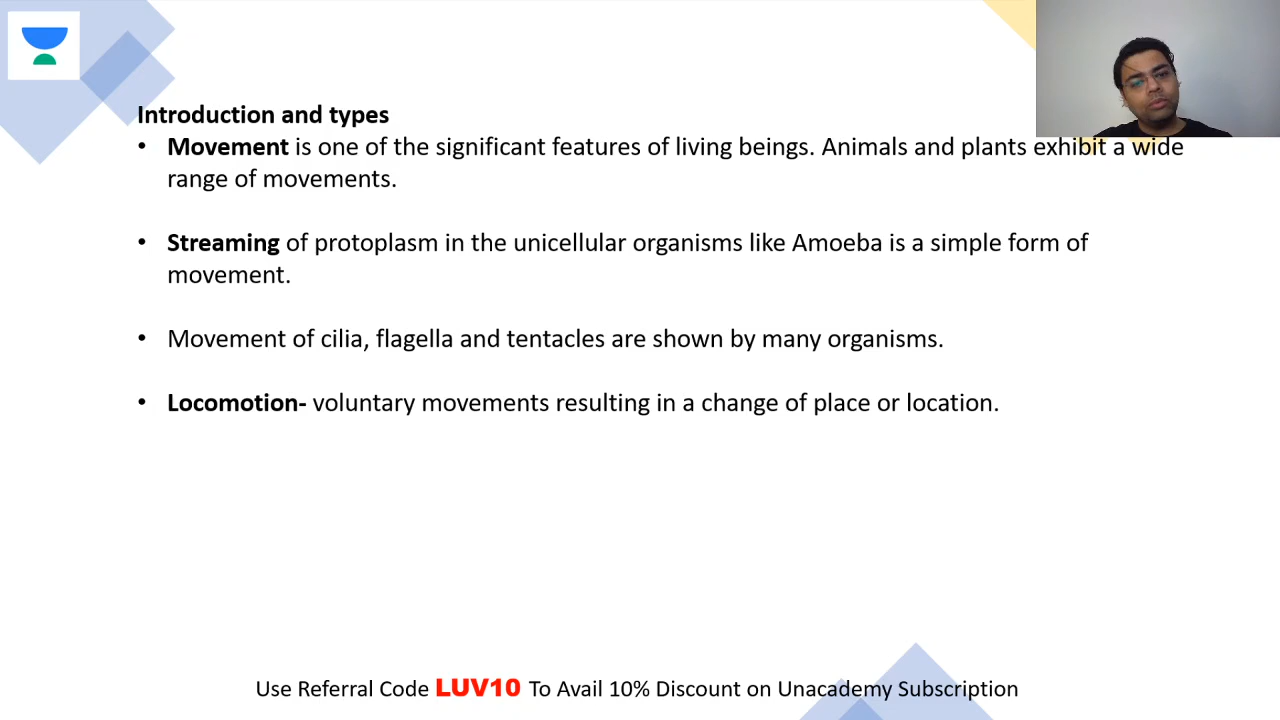 Introduction and types
• Movement is one of the significant features of living beings. Animals and plants exhibit a wide
range of movements.
• Streaming of protoplasm in the unicellular organisms like Amoeba is a simple form of
movement.
• Movement of cilia, flagella and tentacles are shown by many organisms.
• Locomotion- voluntary movements resulting in a change of place or location.
Use Referral Code LUV10 To Avail 10% Discount on Unacademy Subscription